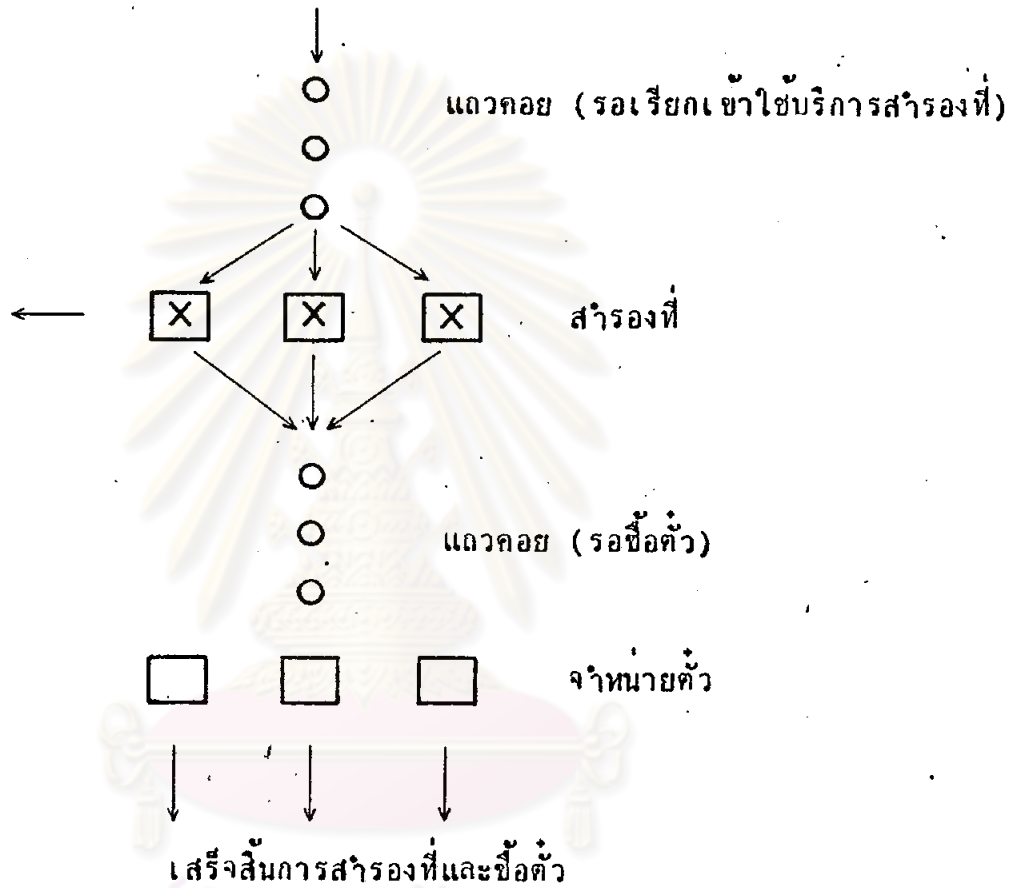 แถวคอย (รอเรียกเข้าใช้บริการสำรองที่)
สำรองที่
แถวคอย (รอซื้อตั๋ว)
จำหน่ายตั๋ว
เสร็จสิ้นการสำรองที่และซื้อตั๋ว